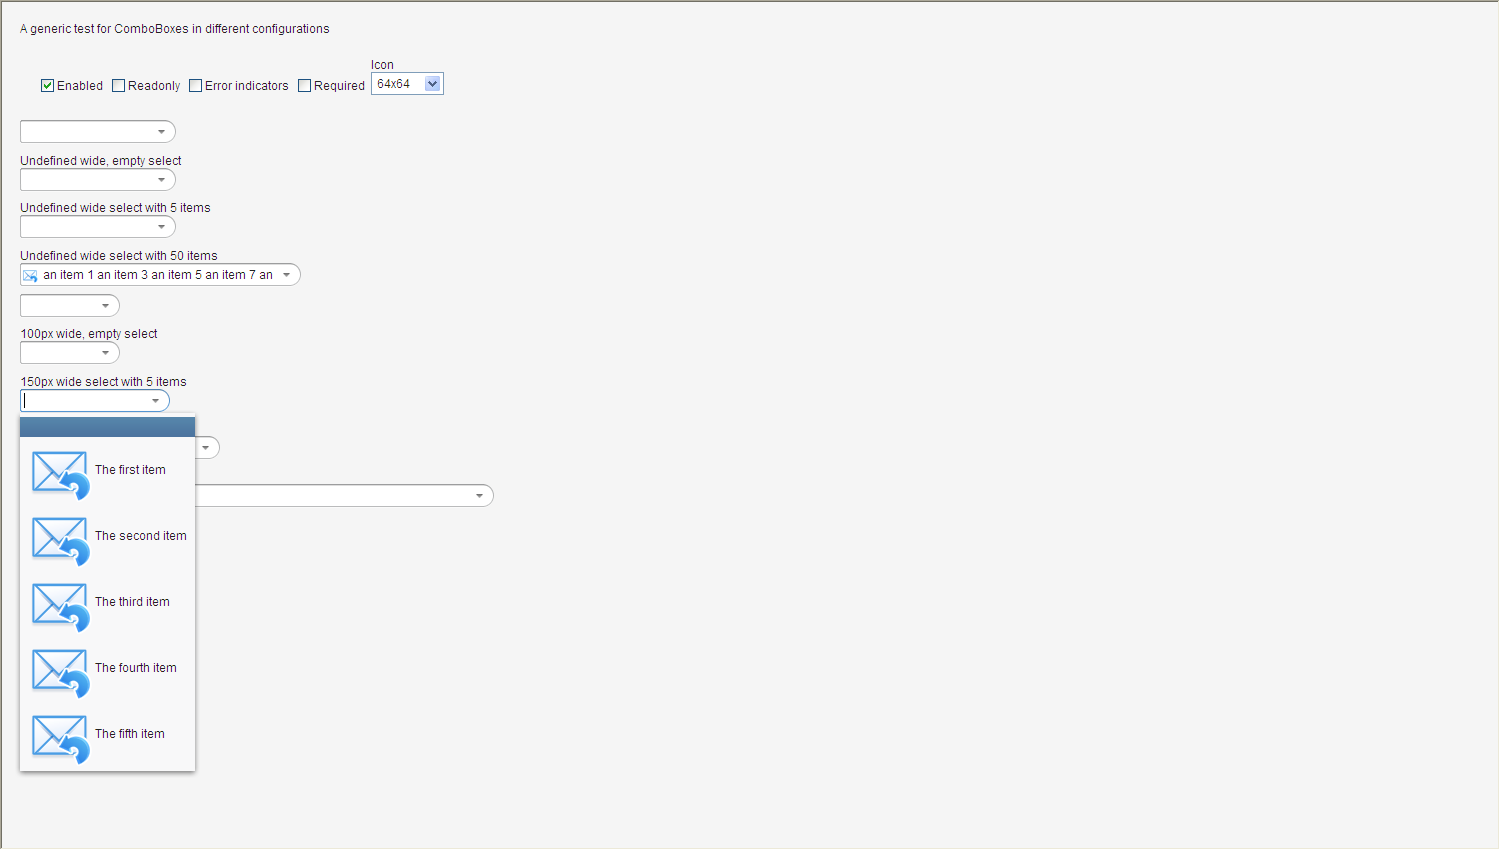 A generic test for ComboBoxes in different configurations
Icon
Enabled Readonly Error indicators Required 64x64
Undefined wide, empty select
Undefined wide select with 5 items
Undefined wide select with 50 items
an item 1 an item 3 an item 5 an item 7 an
100px wide, empty select
150px wide select with 5 items
The first item
The second item
The third item
The fourth item
The fifth item